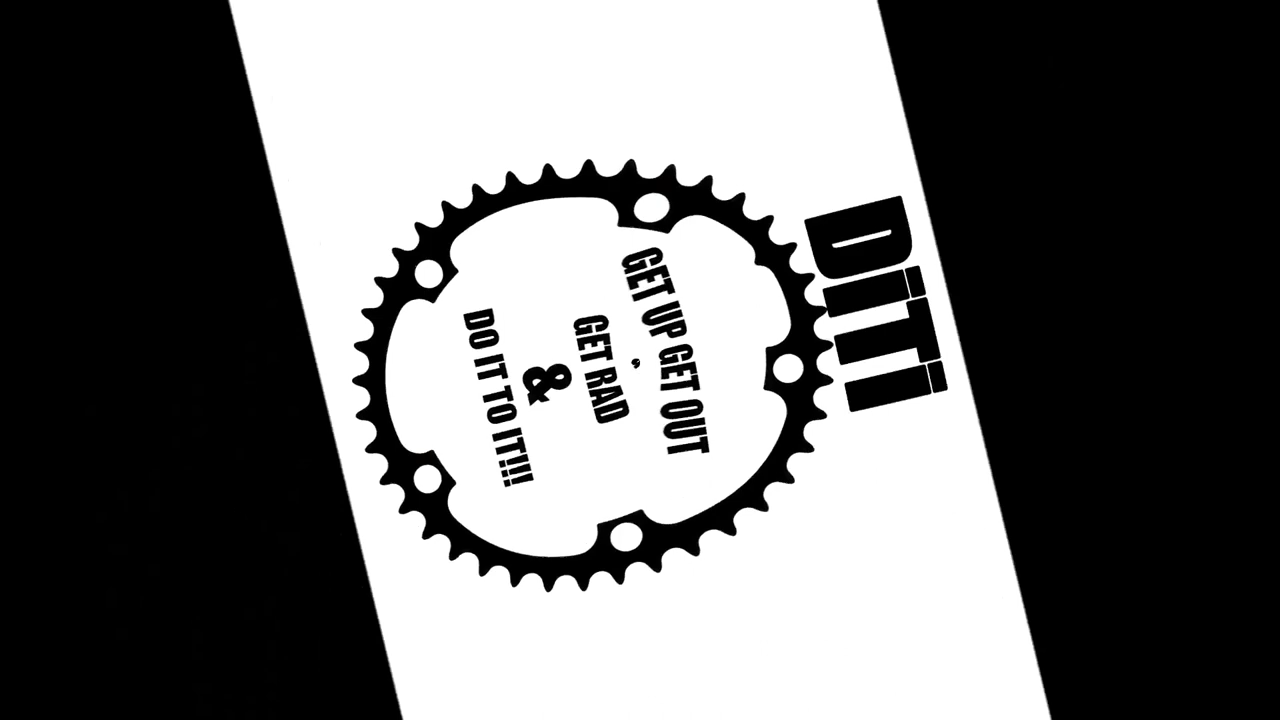 DiTi
GET UP GET OUT
GET RAD
&
DO IT TO IT!!!